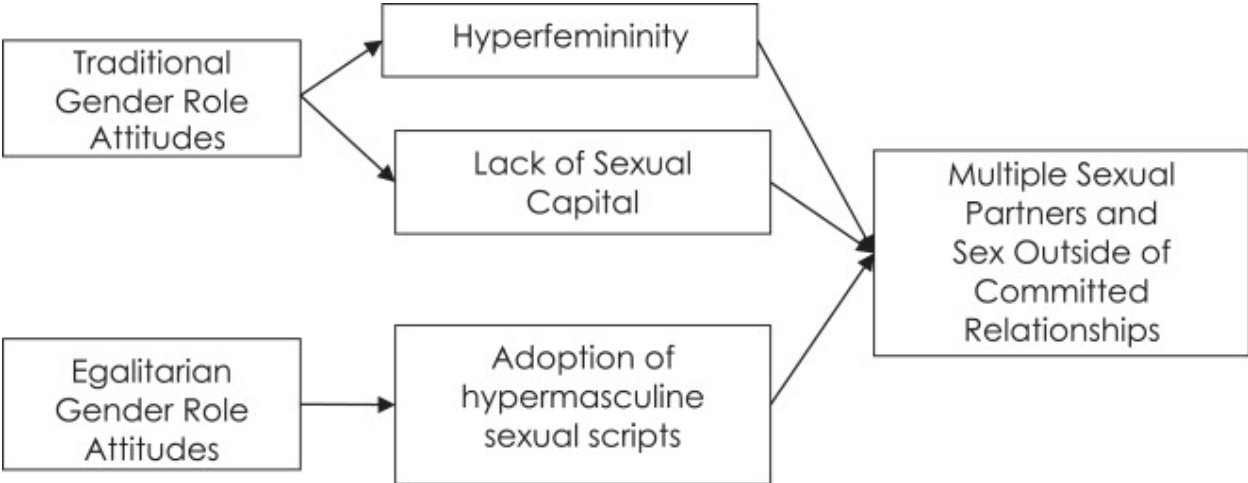 Traditional
Gender Role
Attitudes
Hyperfemininity
Lack of Sexual
Capital
Multiple Sexual
Partners and
Sex Outside of
Committed
Relationships
Egalitarian
Gender Role
Attitudes
Adoption of
hypermasculine
sexual scripts